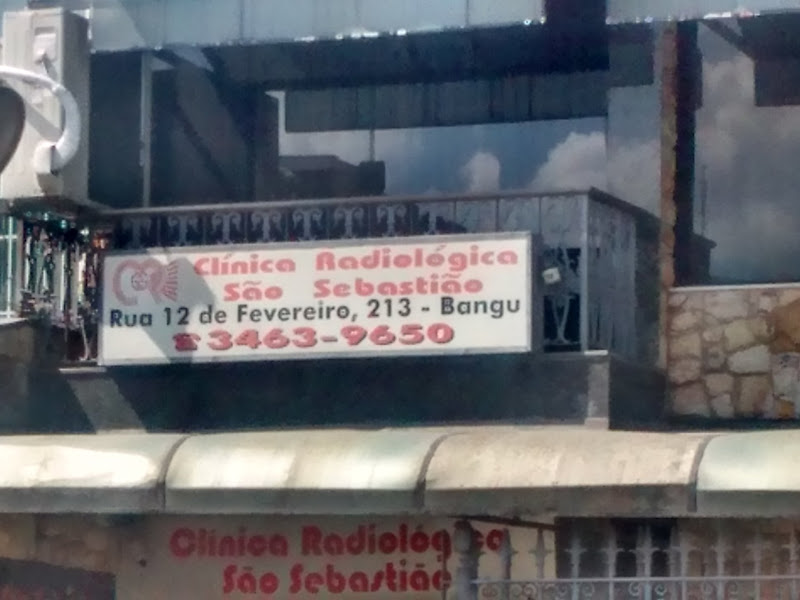 Clínica Radiológica
São Sebastião
Rua 12 de Fevereiro, 213 - Bangu
☎3463-9650
Clínica Radiológica
São Sebastião